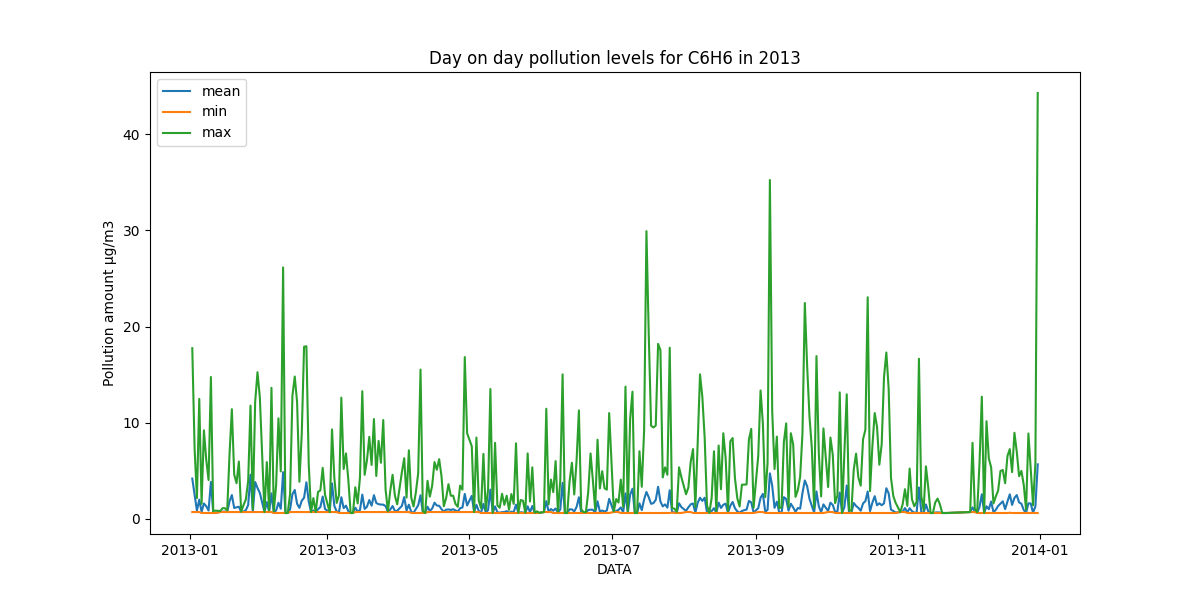 Day on day pollution levels for C6H6 in 2013
mean
min
max
40
30
20
10
0
Pollution amount µg/m3
2013-01 2013-03 2013-05 2013-07 2013-09 2013-11 2014-01
DATA